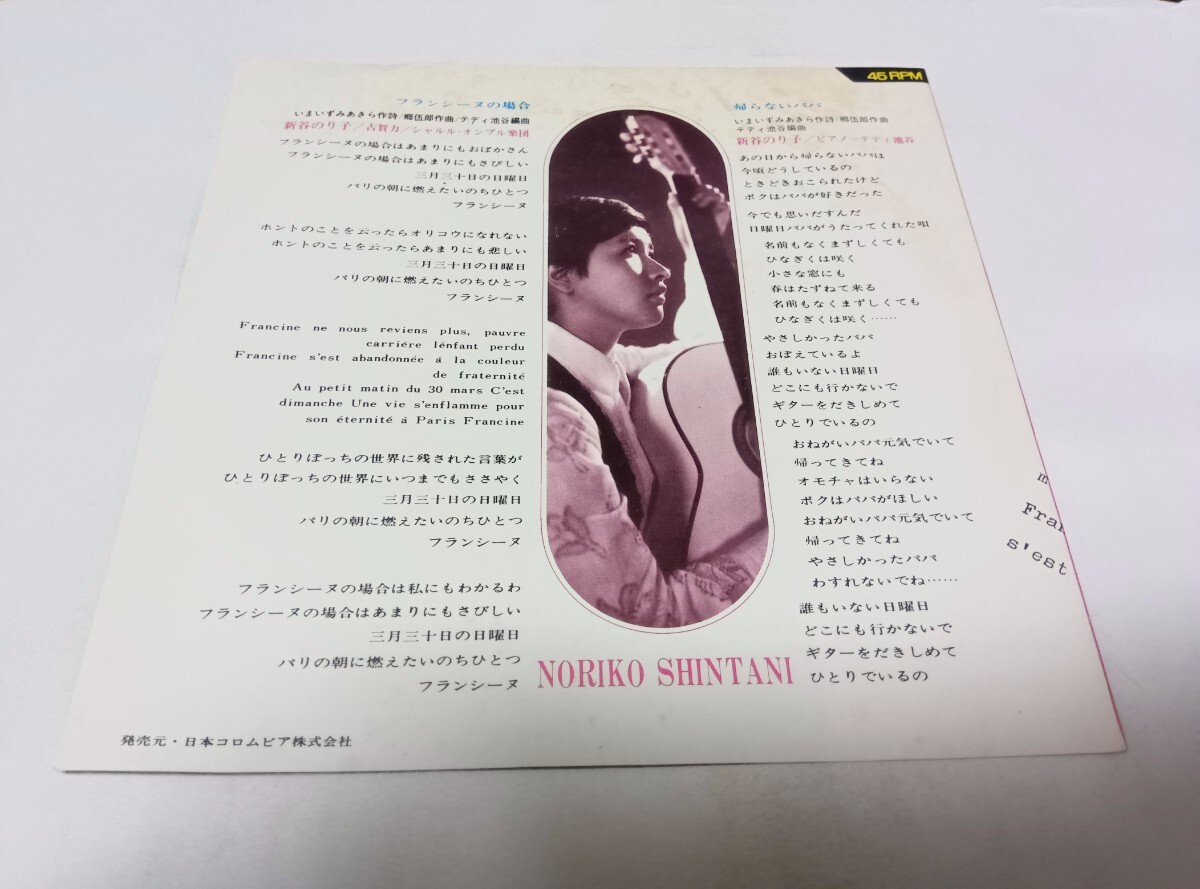 45 RPM
フランシーヌの場合
いまいずみあきら作詩/郷伍郎作曲/テディ池谷編曲
新谷のり子/古賀力/シャルル・オンブル楽団
フランシーヌの場合はあまりにもおばかさん
フランシーヌの場合はあまりにもさびしい
三月三十日の日曜日
パリの朝に燃えたいのちひとつ
フランシーヌ
ホントのことを云ったらオリコウになれない
ホントのことを云ったらあまりにも悲しい
三月三十日の日曜日
パリの朝に燃えたいのちひとつ
フランシーヌ
Francine ne nous reviens plus, pauvre
carriére lénfant perdu
Francine s'est abandonnée á la couleur
de fraternité
Au petit matin du 30 mars C'est
dimanche Une vie s'enflamme pour
son éternité á Paris Francine
ひとりぼっちの世界に残された言葉が
ひとりぼっちの世界にいつまでもささやく
三月三十日の日曜日
パリの朝に燃えたいのちひとつ
フランシーヌ
フランシーヌの場合は私にもわかるわ
フランシーヌの場合はあまりにもさびしい
三月三十日の日曜日
パリの朝に燃えたいのちひとつ
フランシーヌ
発売元・日本コロムビア株式会社
NORIKO SHINTANI
帰らないパパ
いまいずみあきら作詩/郷伍郎作曲
テディ池谷編曲
新谷のり子/ピアノーテディ池谷
あの日から帰らないパパは
今頃どうしているの
ときどきおこられたけど
ボクはパパが好きだった
今でも思いだすんだ
日曜日パパがうたってくれた唄
名前もなくまずしくても
ひなぎくは咲く
小さな窓にも
春はたずねて来る
名前もなくまずしくても
ひなぎくは咲く……
やさしかったパパ
おぼえているよ
誰もいない日曜日
どこにも行かないで
ギターをだきしめて
ひとりでいるの
おねがいパパ元気でいて
帰ってきてね
オモチャはいらない
ボクはパパがほしい
おねがいパパ元気でいて
帰ってきてね
やさしかったパパ
わすれないでね……
誰もいない日曜日
どこにも行かないで
ギターをだきしめて
ひとりでいるの
m
Fran
s'est